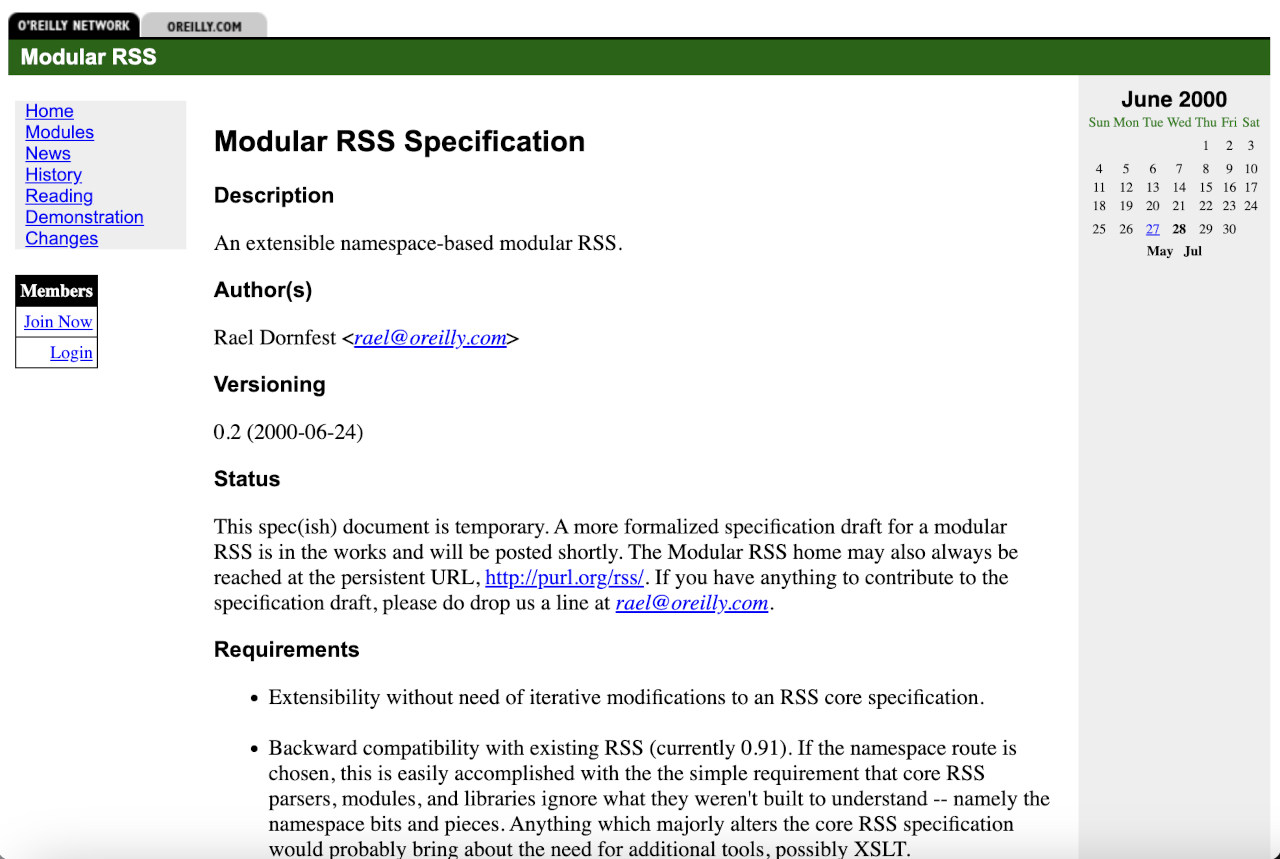 O'REILLY NETWORK OREILLY.COM
Modular RSS
Home
Modules
News
History
Reading
Demonstration
Changes
Members
Join Now
Login
Modular RSS Specification
Description
An extensible namespace-based modular RSS.
Author(s)
Rael Dornfest <rael@oreilly.com>
Versioning
0.2 (2000-06-24)
Status
This spec(ish) document is temporary. A more formalized specification draft for a modular
RSS is in the works and will be posted shortly. The Modular RSS home may also always be
reached at the persistent URL, http://purl.org/rss/. If you have anything to contribute to the
specification draft, please do drop us a line at rael@oreilly.com.
Requirements
• Extensibility without need of iterative modifications to an RSS core specification.
• Backward compatibility with existing RSS (currently 0.91). If the namespace route is
chosen, this is easily accomplished with the the simple requirement that core RSS
parsers, modules, and libraries ignore what they weren't built to understand -- namely the
namespace bits and pieces. Anything which majorly alters the core RSS specification
would probably bring about the need for additional tools, possibly XSLT.
June 2000
Sun Mon Tue Wed Thu Fri Sat
1 2 3
4 5 6 7 8 9 10
11 12 13 14 15 16 17
18 19 20 21 22 23 24
25 26 27 28 29 30
May Jul